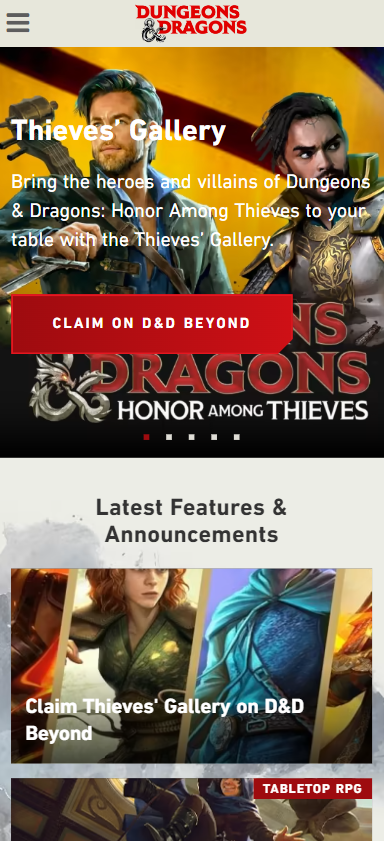 DUNGEONS
& DRAGONS
Thieves' Gallery
Bring the heroes and villains of Dungeons
& Dragons: Honor Among Thieves to your
table with the Thieves' Gallery.
CLAIM ON D&D BEYOND
NS
DRAGONS
HONOR AMONG THIEVES
Latest Features &
Announcements
Claim Thieves' Gallery on D&D
Beyond
TABLETOP RPG